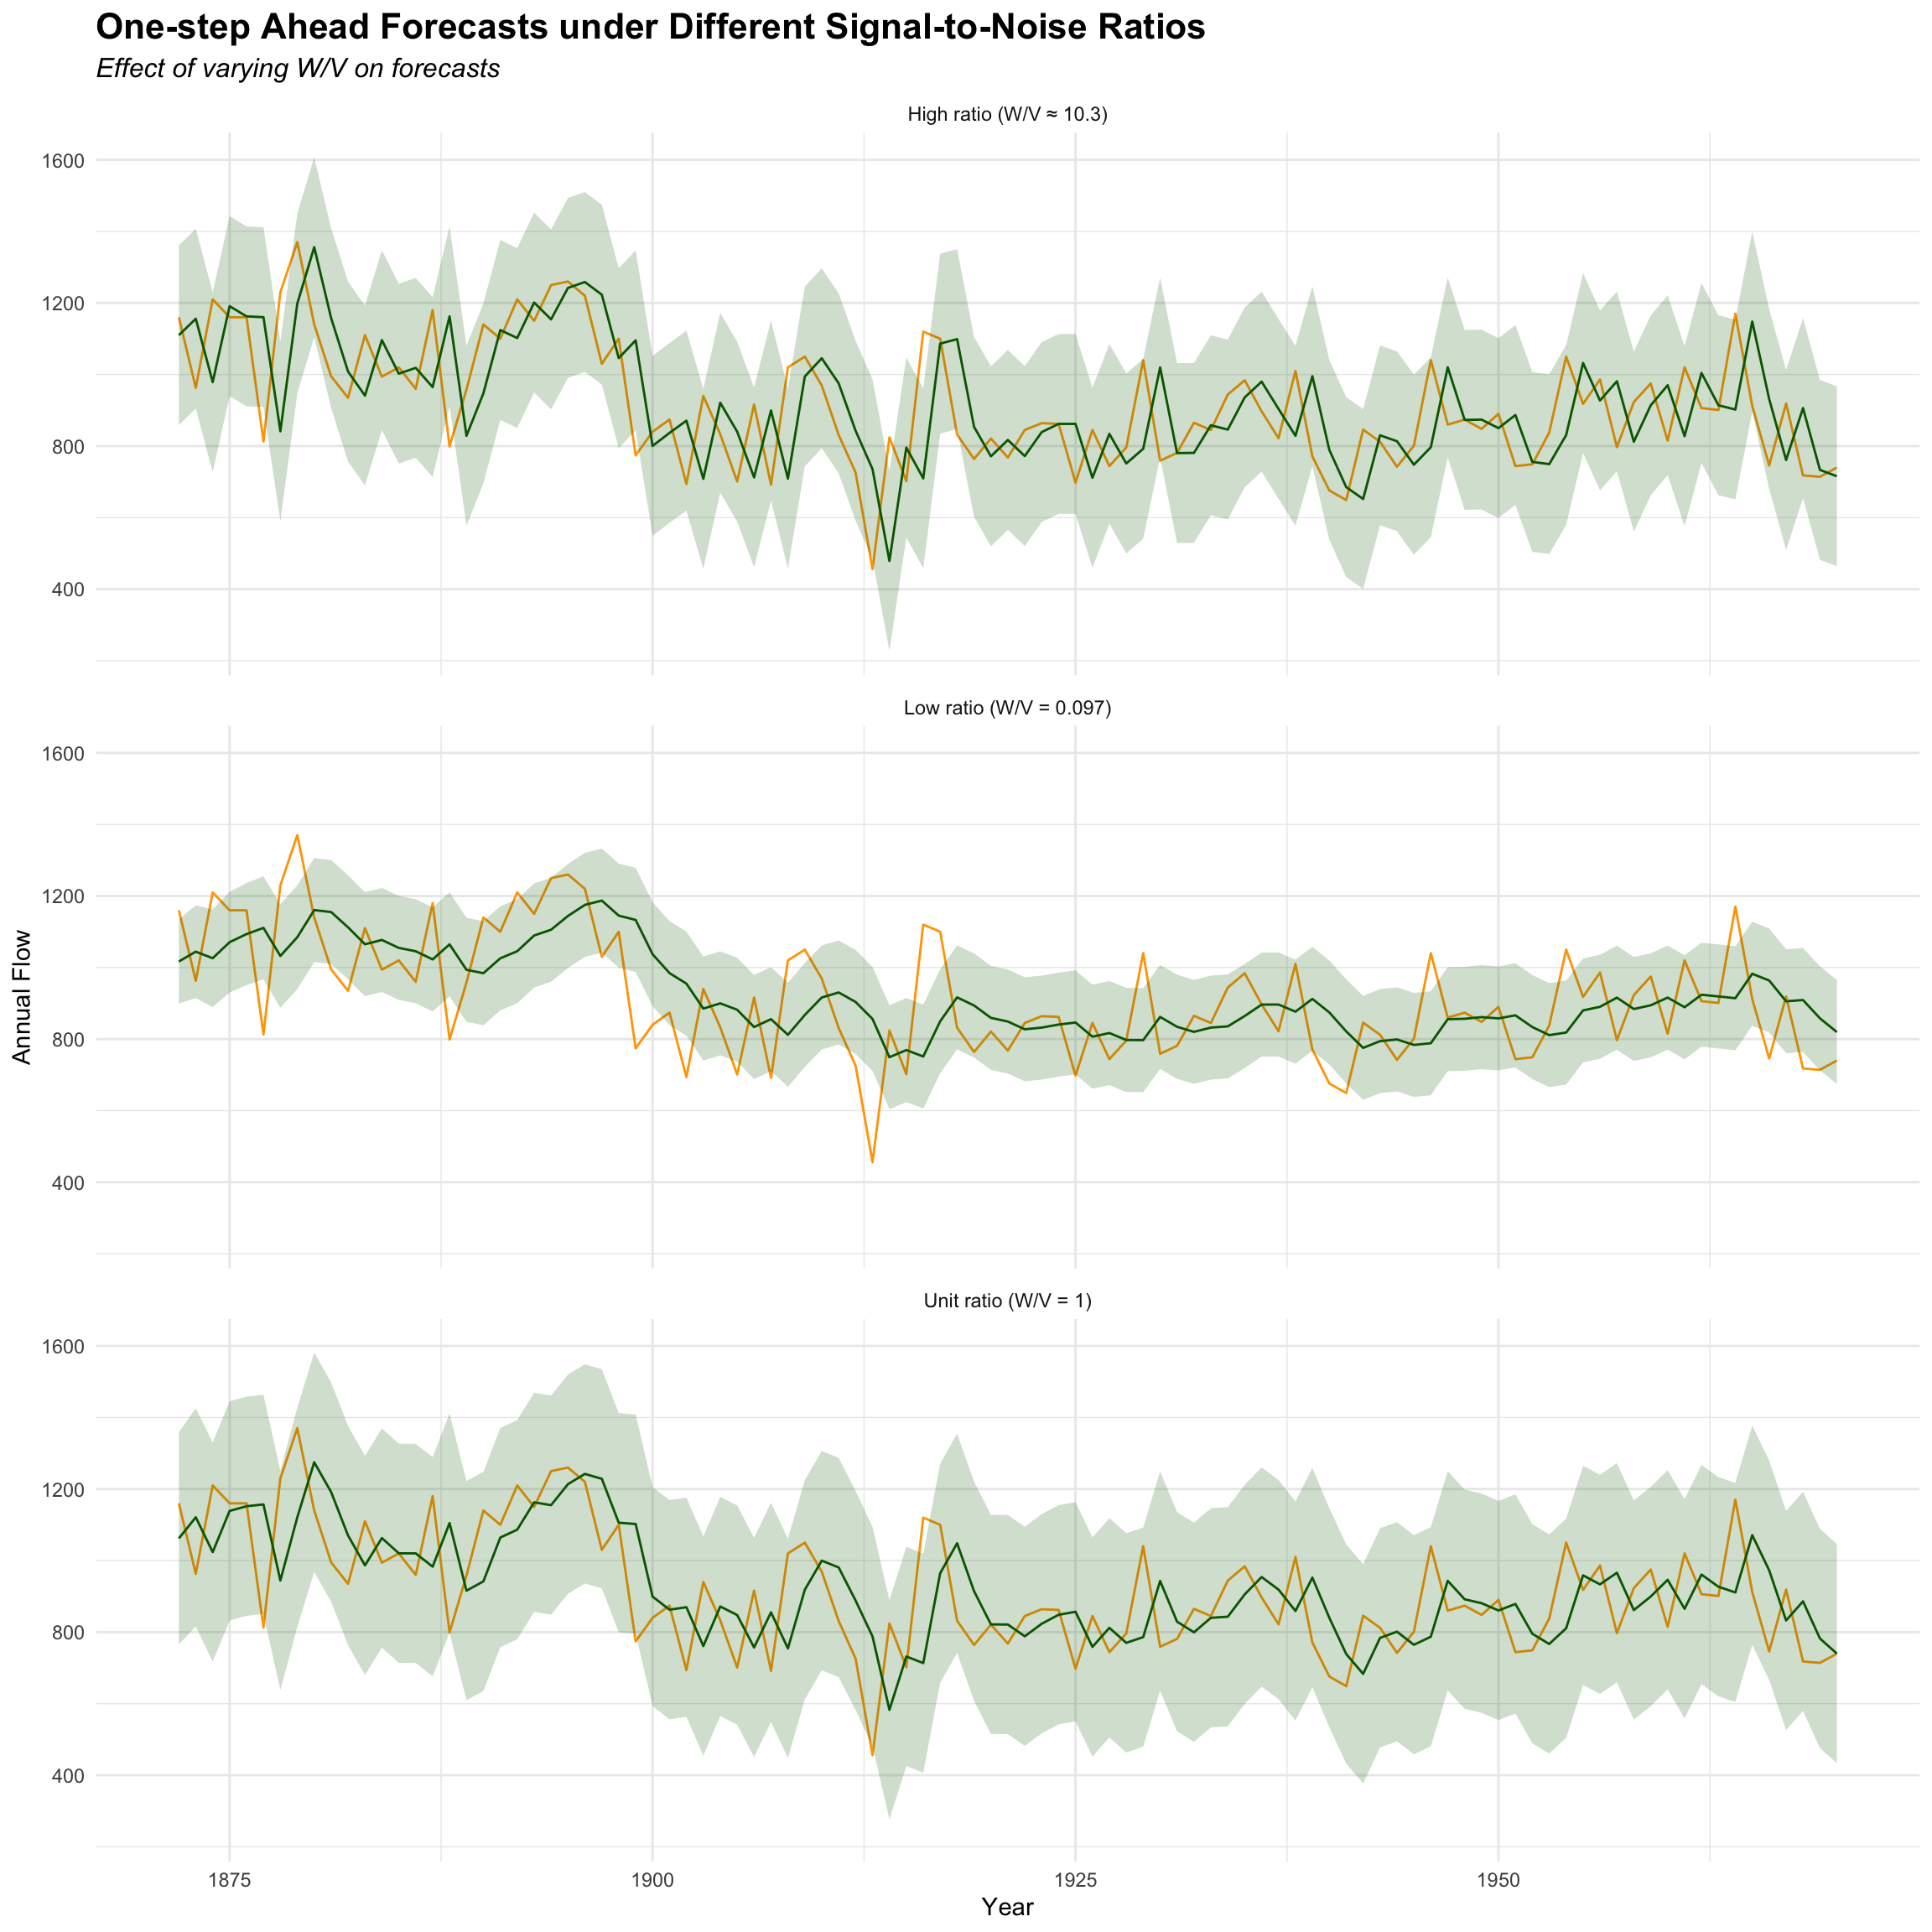 One-step Ahead Forecasts under Different Signal-to-Noise Ratios
Effect of varying W/V on forecasts
High ratio (W/V ≈ 10.3)
1600
1200
800
400
Low ratio (W/V = 0.097)
1600
1200
800
400
Annual Flow
Unit ratio (W/V = 1)
1600
1200
800
400
1875 1900 1925 1950
Year